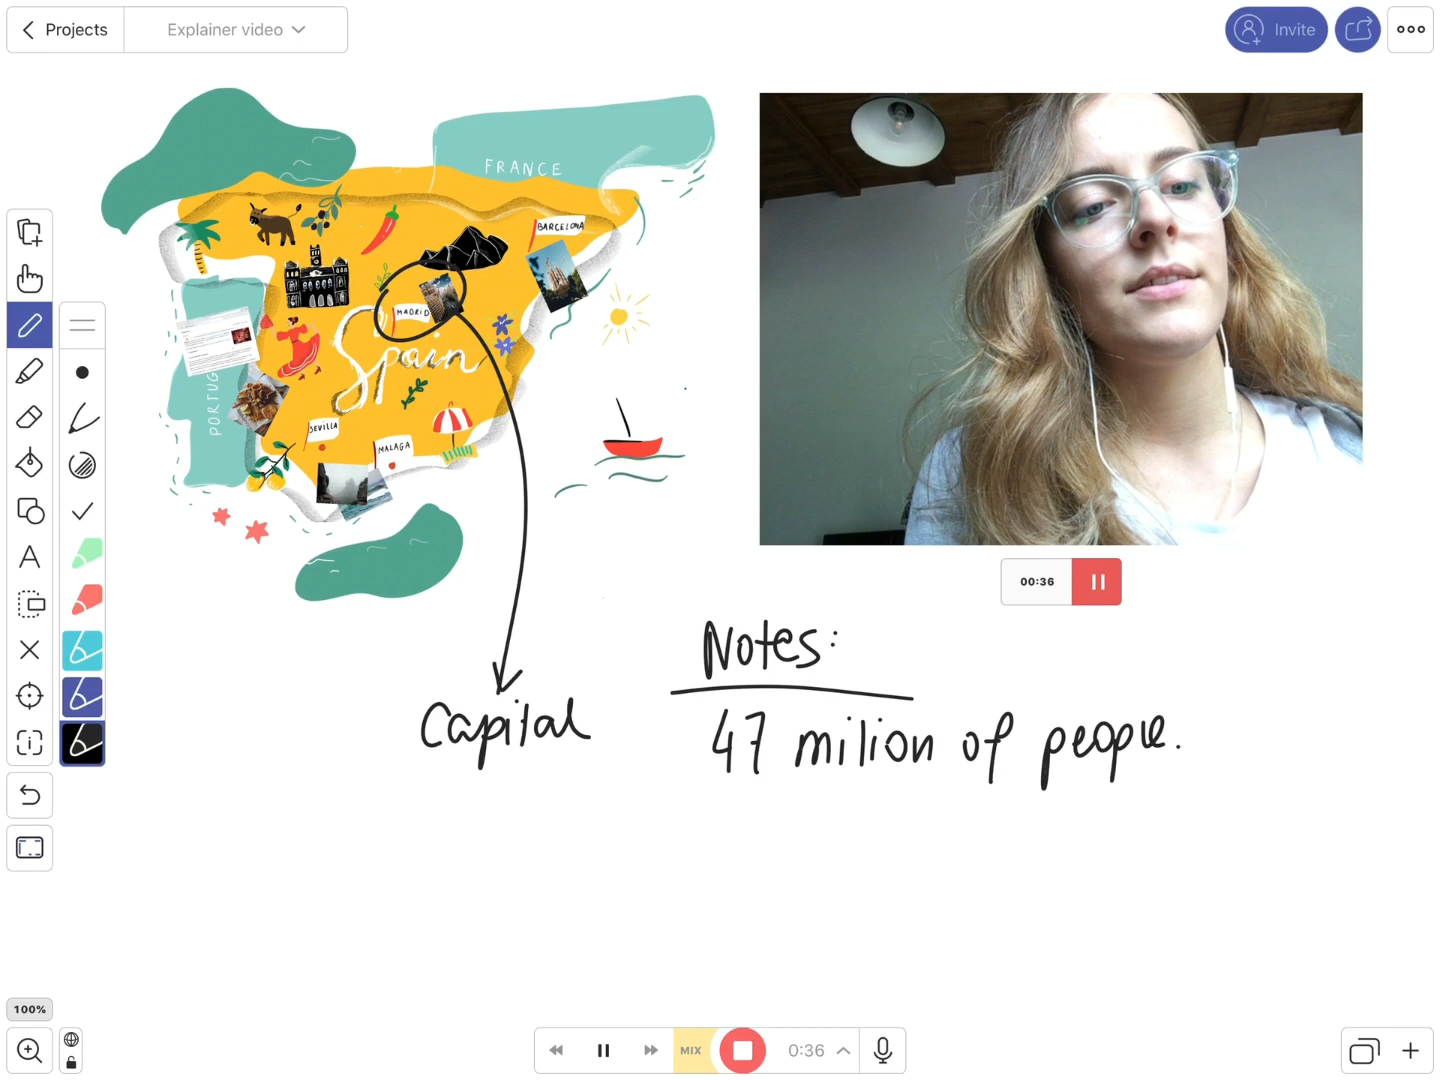 Projects
Explainer video
Invite
FRANCE
BARCELONA
MADRID
Spain
PORTUG
SEVILLA
MALAGA
00:36
Notes:
Capital
47 milion of people.
A
100%
MIX
0:36